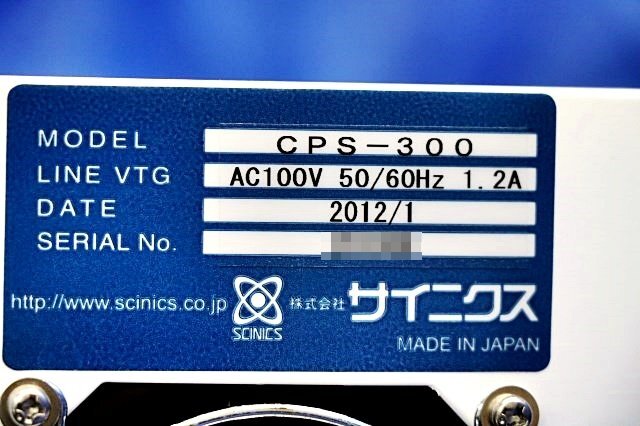 MODEL CPS-300
LINE VTG AC100V 50/60Hz 1.2A
DATE 2012/1
SERIAL No.
http://www.scinics.co.jp SCINICS 株式会社 サイニクス
MADE IN JAPAN